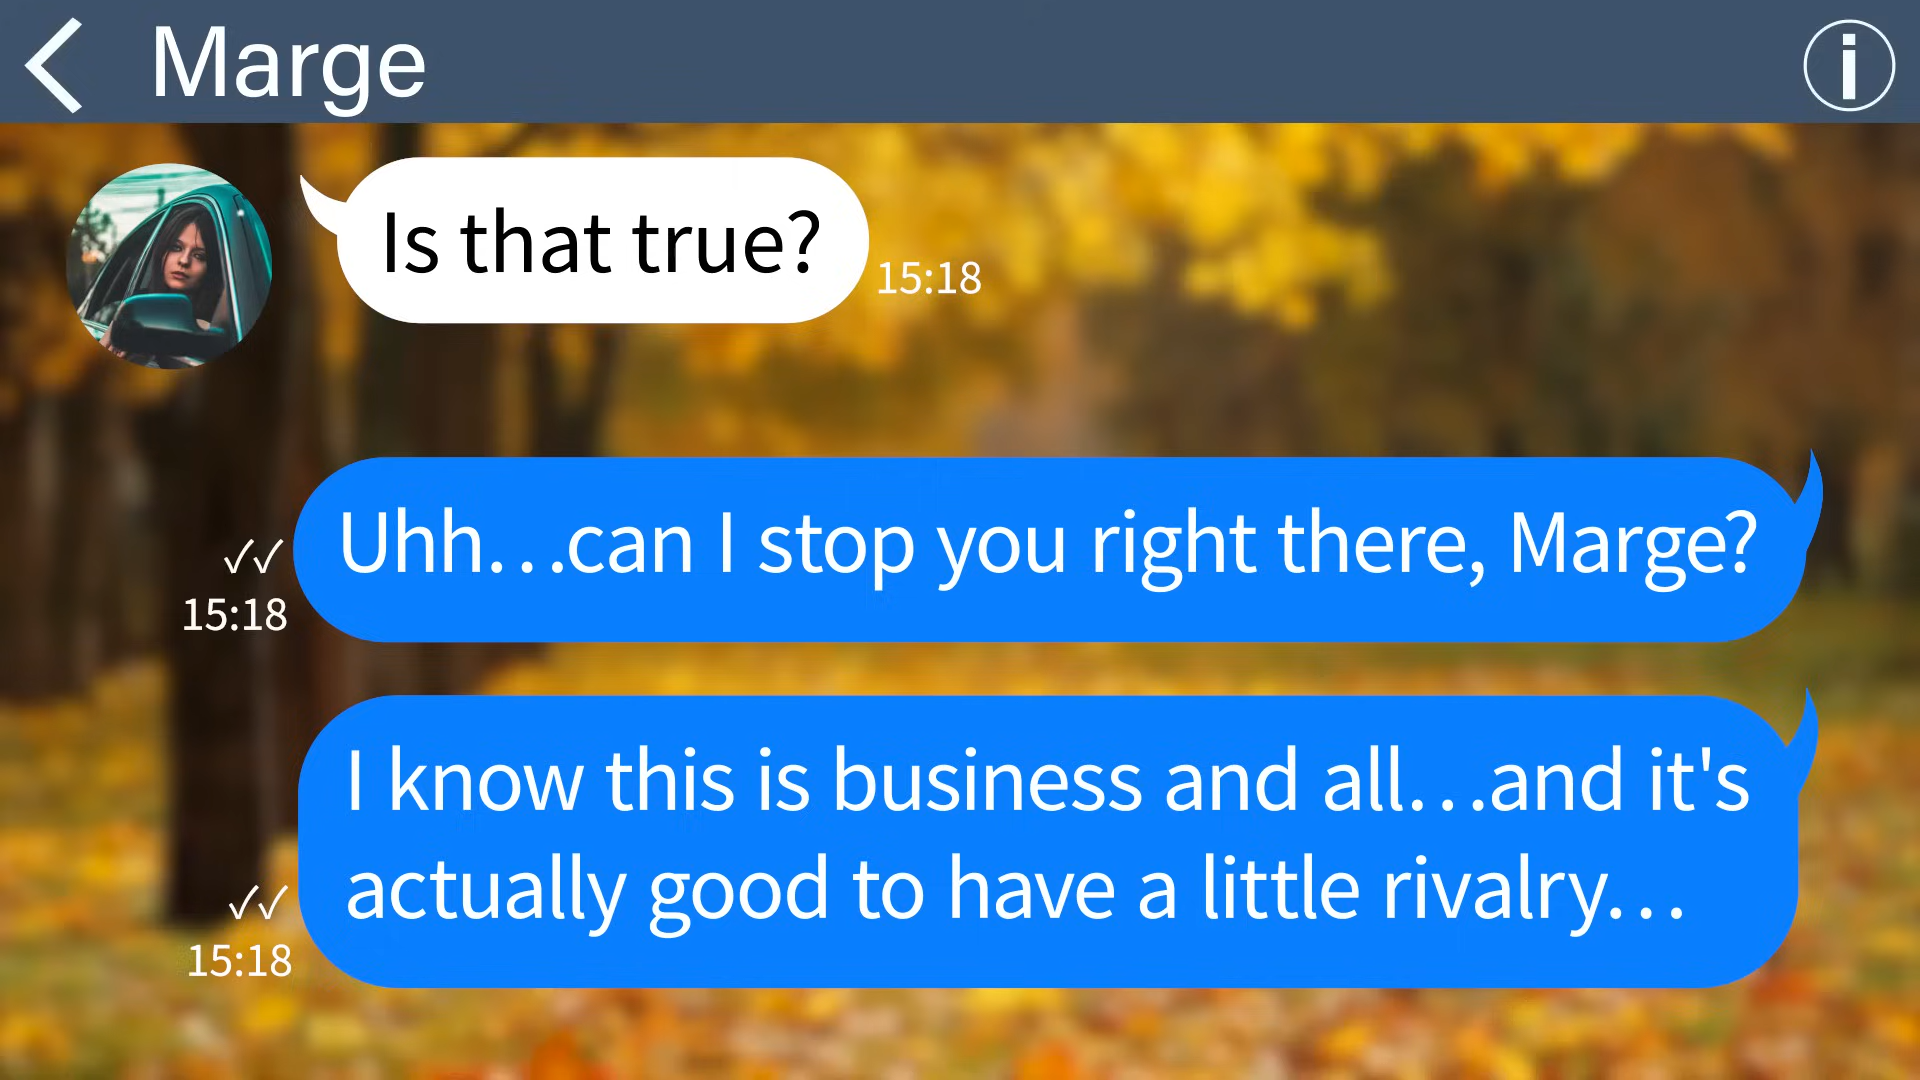 Marge
Is that true?
15:18
Uhh…can I stop you right there, Marge?
✓✓
15:18
I know this is business and all…and it's
actually good to have a little rivalry…
✓✓
15:18